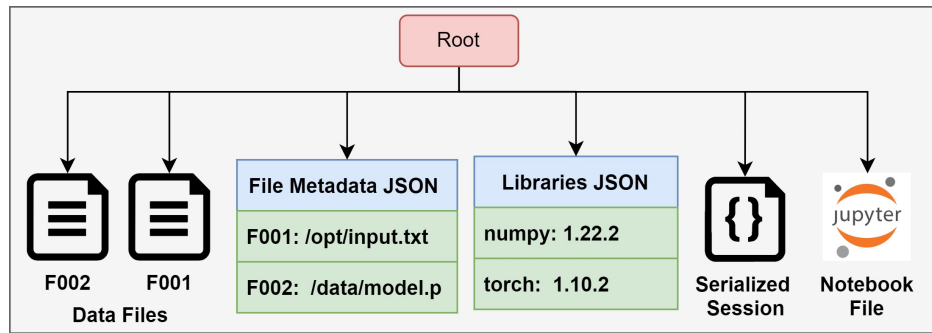 Root
File Metadata JSON
F001: /opt/input.txt
F002: /data/model.p
Libraries JSON
numpy: 1.22.2
torch: 1.10.2
{}
jupyter
F002
F001
Data Files
Serialized
Session
Notebook
File